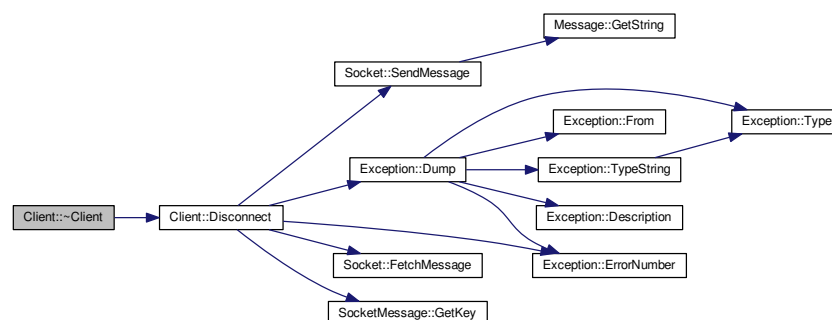 Message::GetString
Socket::SendMessage
Exception::From
Exception::Type
Exception::Dump
Exception::TypeString
Client::~Client
Client::Disconnect
Exception::Description
Socket::FetchMessage
Exception::ErrorNumber
SocketMessage::GetKey